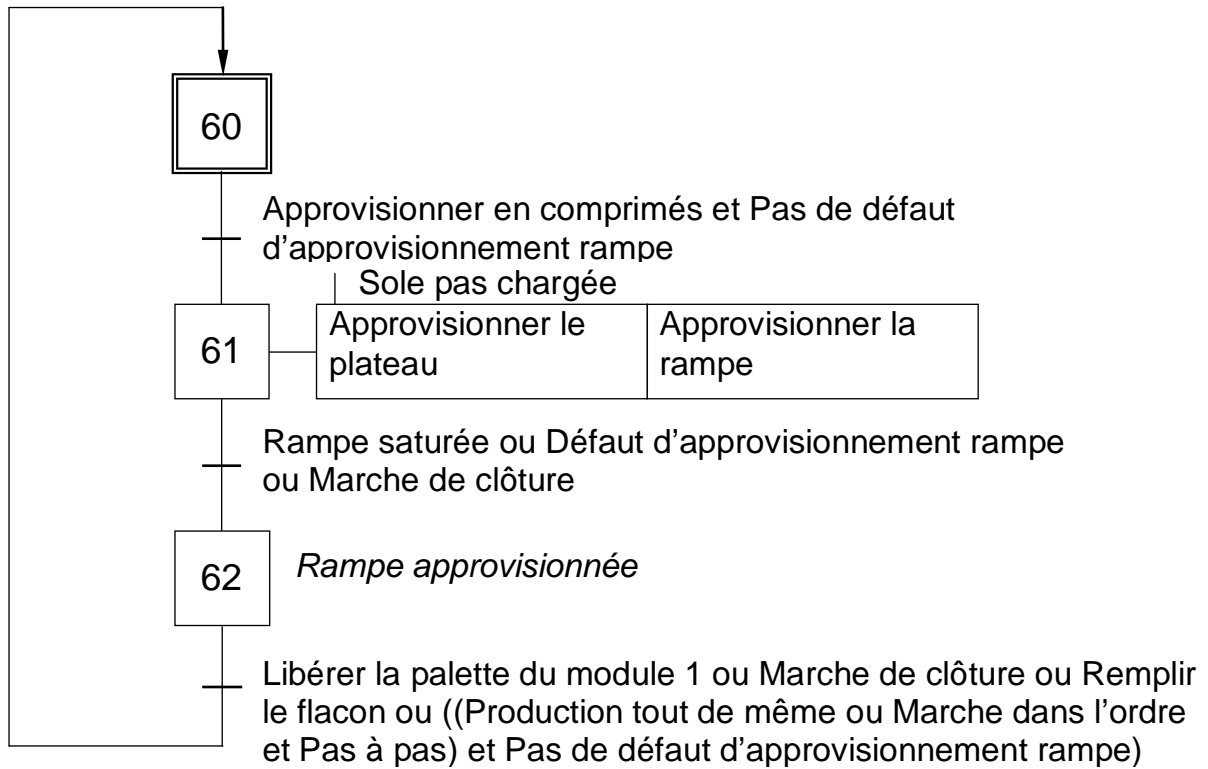 60
Approvisionner en comprimés et Pas de défaut
d’approvisionnement rampe
Sole pas chargée
61
Approvisionner le
plateau
Approvisionner la
rampe
Rampe saturée ou Défaut d’approvisionnement rampe
ou Marche de clôture
62
Rampe approvisionnée
Libérer la palette du module 1 ou Marche de clôture ou Remplir
le flacon ou ((Production tout de même ou Marche dans l’ordre
et Pas à pas) et Pas de défaut d’approvisionnement rampe)